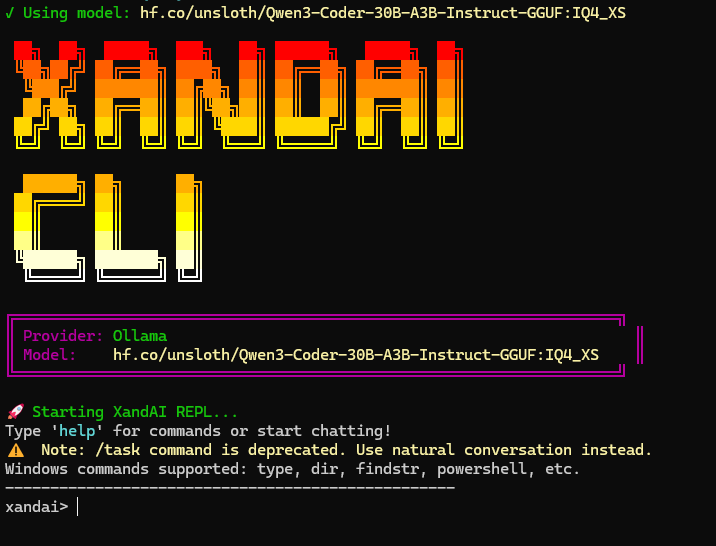 ✓ Using model: hf.co/unsloth/Qwen3-Coder-30B-A3B-Instruct-GGUF:IQ4_XS
XANDAI
CLI
Provider: Ollama
Model: hf.co/unsloth/Qwen3-Coder-30B-A3B-Instruct-GGUF:IQ4_XS
🚀 Starting XandAI REPL...
Type 'help' for commands or start chatting!
⚠️ Note: /task command is deprecated. Use natural conversation instead.
Windows commands supported: type, dir, findstr, powershell, etc.
--------------------------------------------------
xandai>